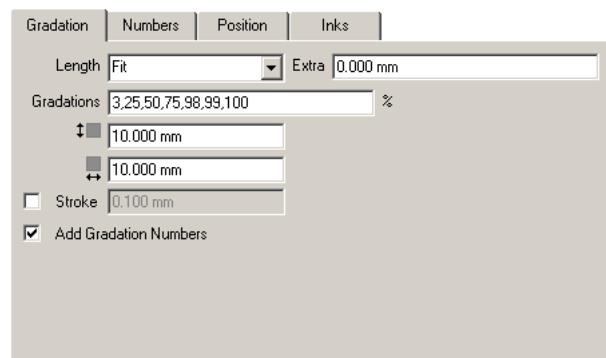 Gradation Numbers Position Inks
Length Fit Extra 0.000 mm
Gradations 3,25,50,75,98,99,100 %
10.000 mm
10.000 mm
Stroke 0.100 mm
Add Gradation Numbers